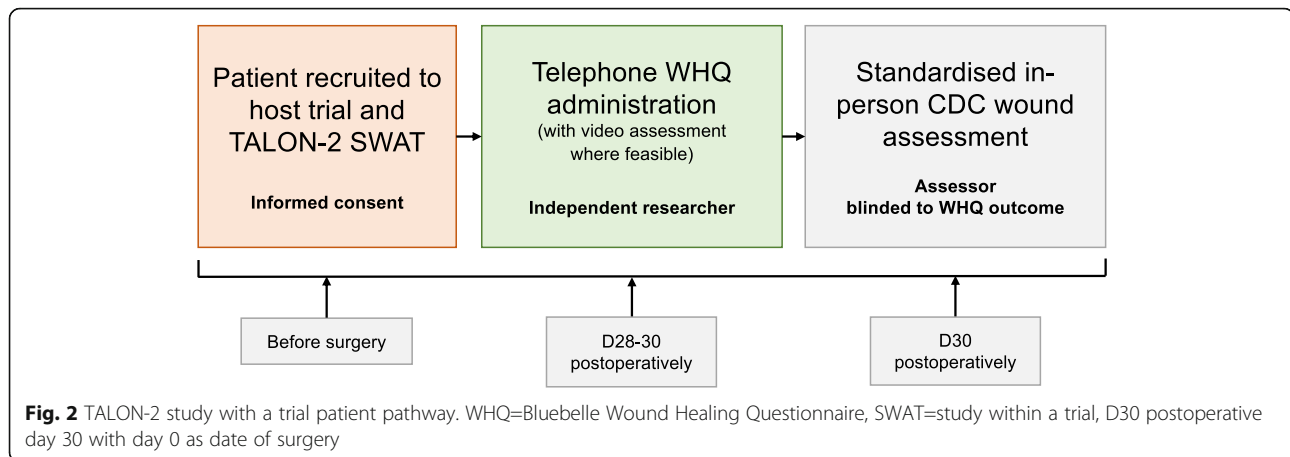 Patient recruited to
host trial and
TALON-2 SWAT
Informed consent
Telephone WHQ
administration
(with video assessment
where feasible)
Independent researcher
Standardised in-
person CDC wound
assessment
Assessor
blinded to WHQ outcome
Before surgery
D28-30
postoperatively
D30
postoperatively
Fig. 2 TALON-2 study with a trial patient pathway. WHQ=Bluebelle Wound Healing Questionnaire, SWAT=study within a trial, D30 postoperative
day 30 with day 0 as date of surgery